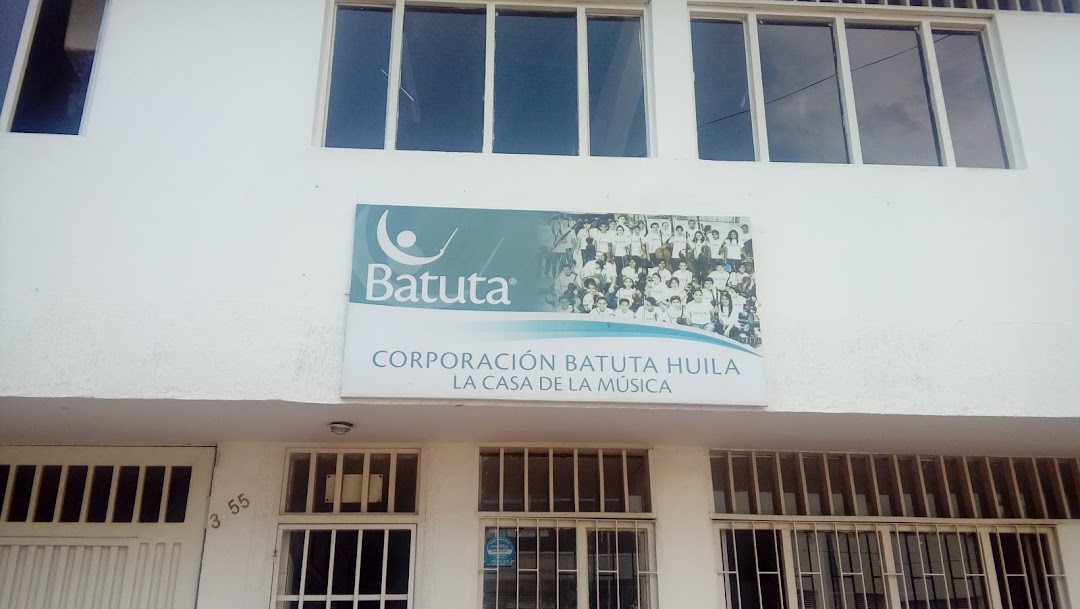 Batuta®
CORPORACIÓN BATUTA HUILA
LA CASA DE LA MÚSICA
3-55